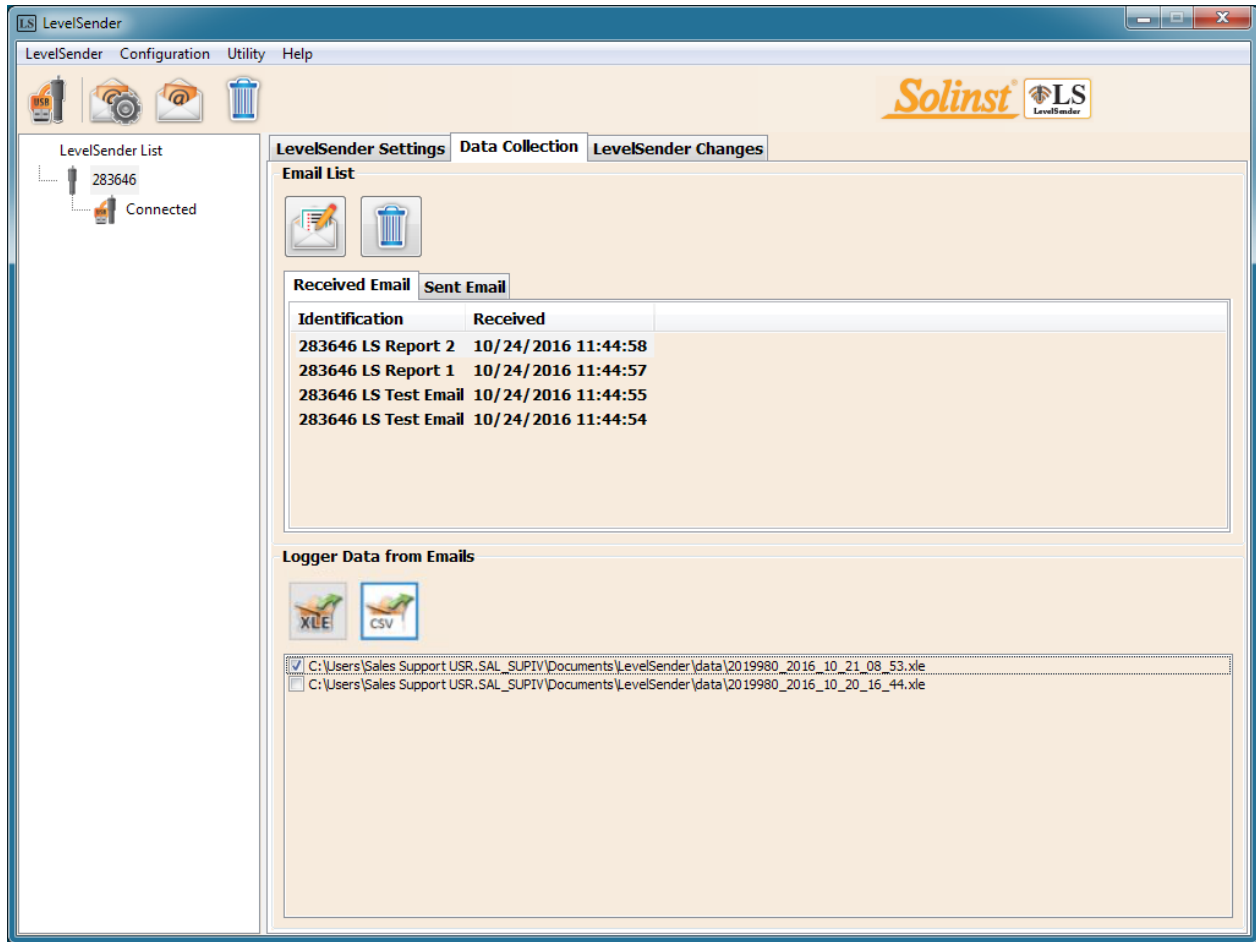 LS LevelSender
LevelSender Configuration Utility Help
USB @ Solinst LS
LevelSender
LevelSender List
283646
Connected
LevelSender Settings Data Collection LevelSender Changes
Email List
Received Email Sent Email
Identification Received
283646 LS Report 2 10/24/2016 11:44:58
283646 LS Report 1 10/24/2016 11:44:57
283646 LS Test Email 10/24/2016 11:44:55
283646 LS Test Email 10/24/2016 11:44:54
Logger Data from Emails
XLE CSV
C:\Users\Sales Support USR.SAL_SUPIV\Documents\LevelSender\data\2019980_2016_10_21_08_53.xle
C:\Users\Sales Support USR.SAL_SUPIV\Documents\LevelSender\data\2019980_2016_10_20_16_44.xle